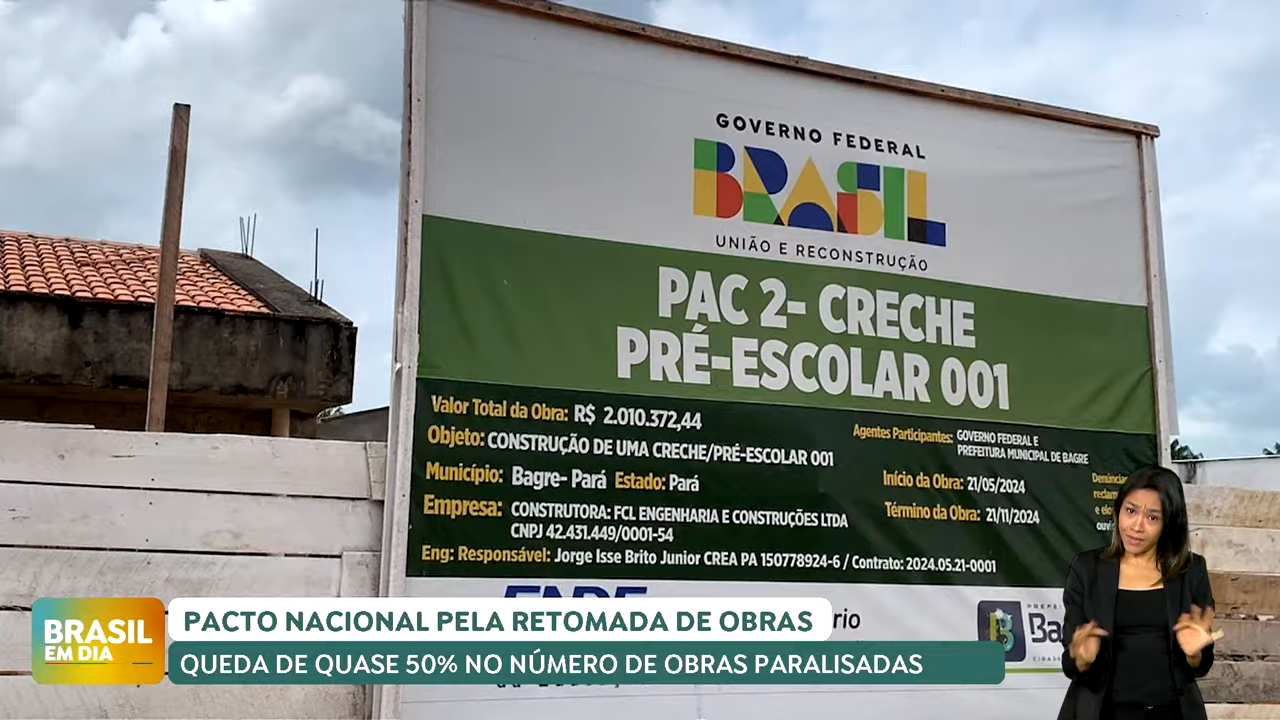 GOVERNO FEDERAL
BRASIL
UNIÃO E RECONSTRUÇÃO
PAC 2- CRECHE
PRÉ-ESCOLAR 001
Valor Total da Obra: R$ 2.010.372,44
Objeto: CONSTRUÇÃO DE UMA CRECHE/PRÉ-ESCOLAR 001
Município: Bagre- Pará Estado: Pará
Empresa: CONSTRUTORA: FCL ENGENHARIA E CONSTRUÇÕES LTDA
CNPJ 42.431.449/0001-54
Eng: Responsável: Jorge Isse Brito Junior CREA PA 150778924-6 / Contrato: 2024.05.21-0001
Agentes Participantes: GOVERNO FEDERAL E
PREFEITURA MUNICIPAL DE BAGRE
Início da Obra: 21/05/2024
Término da Obra: 21/11/2024
BRASIL
EM DIA
PACTO NACIONAL PELA RETOMADA DE OBRAS
QUEDA DE QUASE 50% NO NÚMERO DE OBRAS PARALISADAS